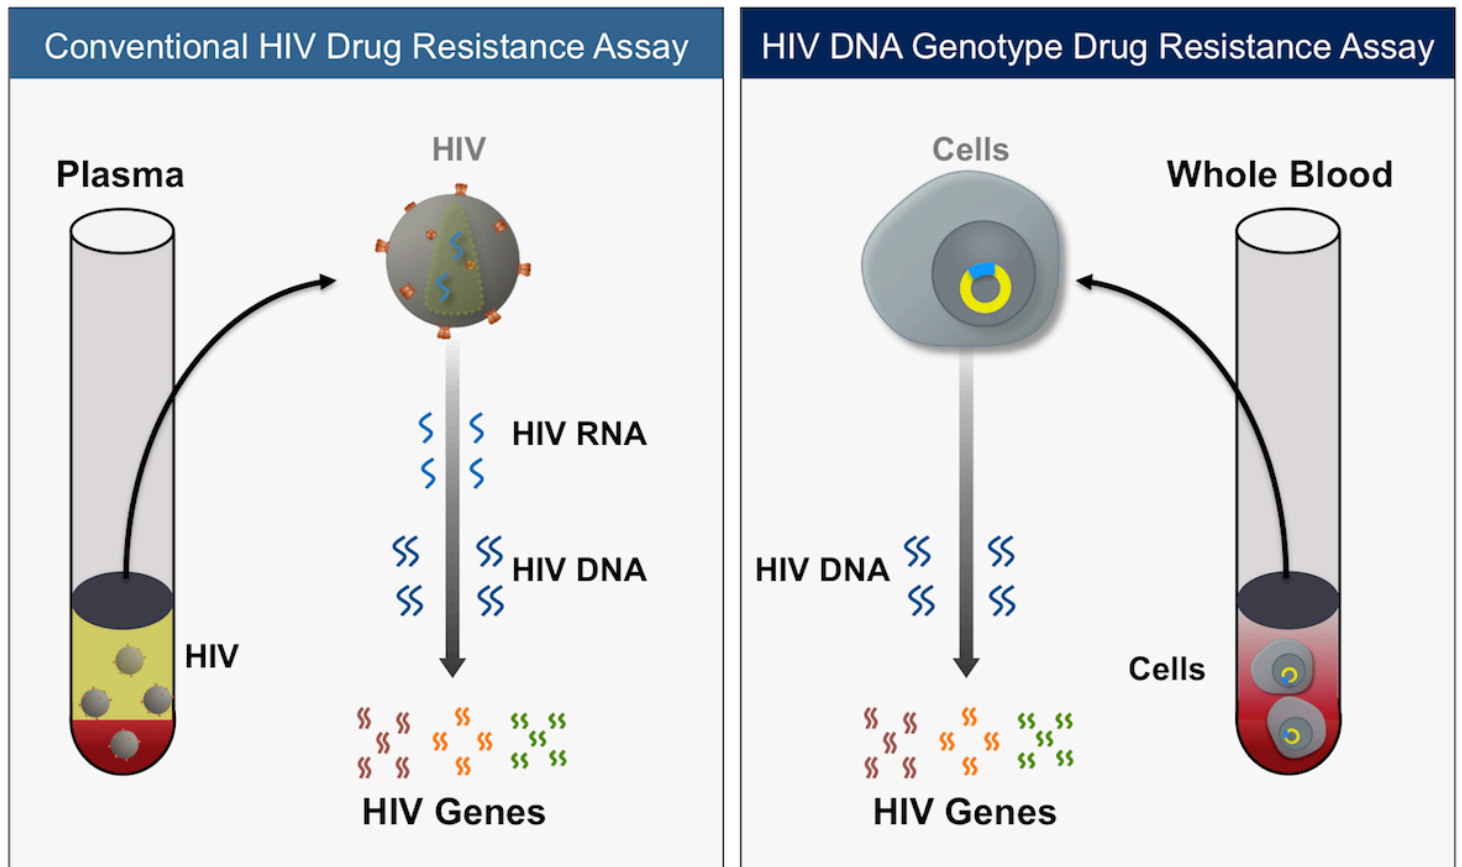 Conventional HIV Drug Resistance Assay
Plasma
HIV
HIV RNA
HIV DNA
HIV
HIV Genes
HIV DNA Genotype Drug Resistance Assay
Cells
Whole Blood
HIV DNA
Cells
HIV Genes